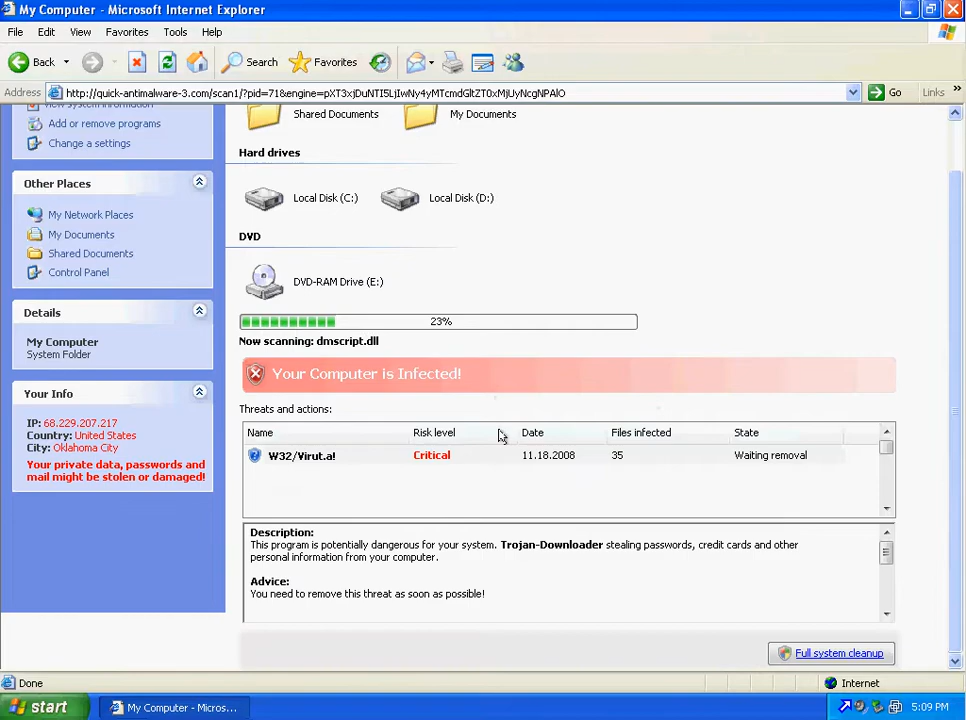 My Computer - Microsoft Internet Explorer
File Edit View Favorites Tools Help
Back Search Favorites
Address http://quick-antimalware-3.com/scan1/?pid=71&engine=pXT3xjDuNTI5LjIwNy4yMTcmdGltZT0xMjUyNcgNPAlO Go Links »
View system information
Add or remove programs
Change a settings
Other Places
My Network Places
My Documents
Shared Documents
Control Panel
Details
My Computer
System Folder
Your Info
IP: 68.229.207.217
Country: United States
City: Oklahoma City
Your private data, passwords and
mail might be stolen or damaged!
Shared Documents My Documents
Hard drives
Local Disk (C:) Local Disk (D:)
DVD
DVD-RAM Drive (E:)
23%
Now scanning: dmscript.dll
Your Computer is Infected!
Threats and actions:
Name Risk level Date Files infected State
W32/Virut.a! Critical 11.18.2008 35 Waiting removal
Description:
This program is potentially dangerous for your system. Trojan-Downloader stealing passwords, credit cards and other
personal information from your computer.
Advice:
You need to remove this threat as soon as possible!
Full system cleanup
Done Internet
start My Computer - Micros... 5:09 PM